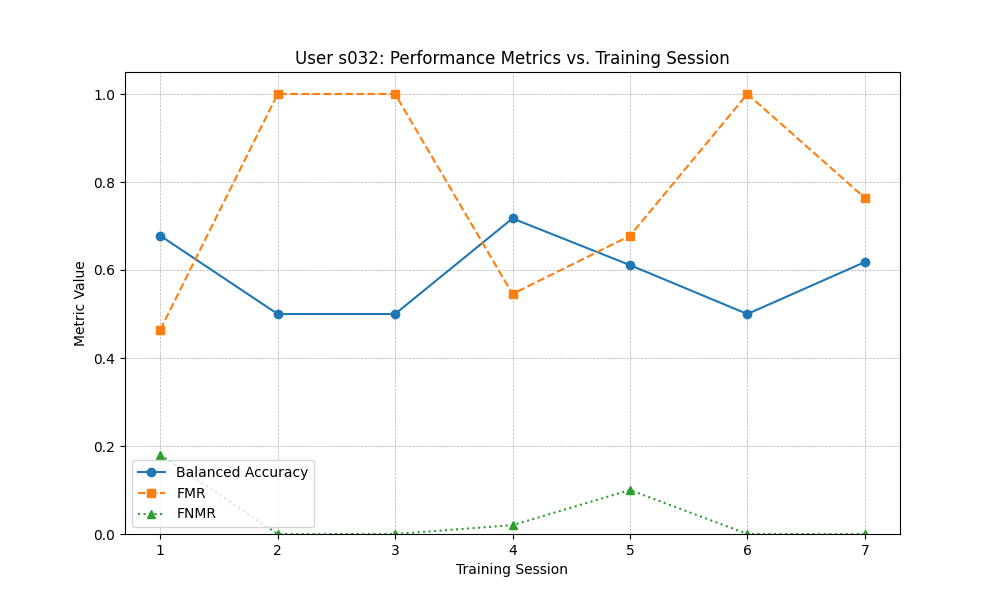 User s032: Performance Metrics vs. Training Session
Metric Value
1.0
0.8
0.6
0.4
0.2
0.0
Balanced Accuracy
FMR
FNMR
1 2 3 4 5 6 7
Training Session